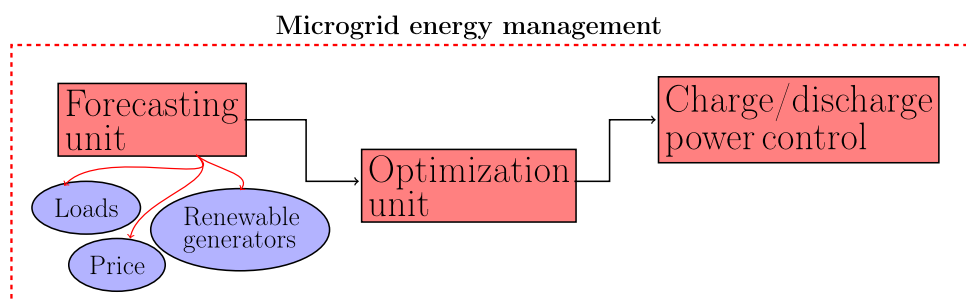 Microgrid energy management
Forecasting
unit
Charge/discharge
power control
Optimization
unit
Loads
Renewable
generators
Price